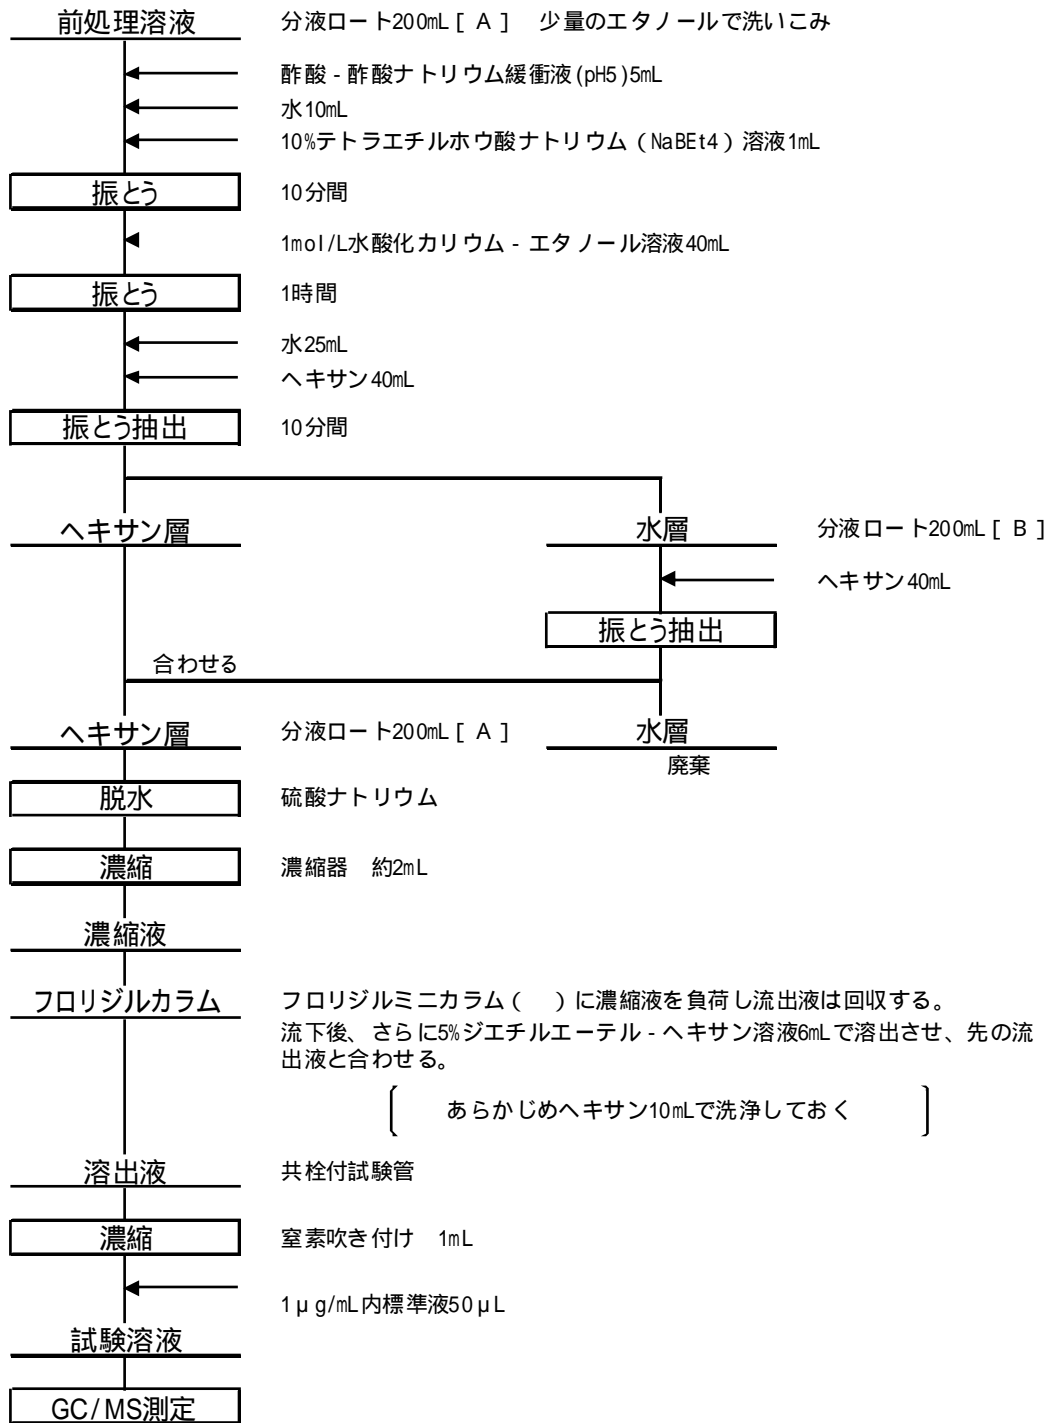 前処理溶液 分液ロート200mL[ A ] 少量のエタノールで洗いこみ
酢酸-酢酸ナトリウム緩衝液(pH5)5mL
水10mL
10%テトラエチルホウ酸ナトリウム(NaBEt4)溶液1mL
振とう 10分間
1mol/L水酸化カリウム-エタノール溶液40mL
振とう 1時間
水25mL
ヘキサン40mL
振とう抽出 10分間
ヘキサン層 水層 分液ロート200mL[ B ]
ヘキサン40mL
振とう抽出
合わせる
ヘキサン層 分液ロート200mL[ A ] 水層
廃棄
脱水 硫酸ナトリウム
濃縮 濃縮器 約2mL
濃縮液
フロリジルカラム フロリジルミニカラム( )に濃縮液を負荷し流出液は回収する。
流下後、さらに5%ジエチルエーテル-ヘキサン溶液6mLで溶出させ、先の流
出液と合わせる。
あらかじめヘキサン10mLで洗浄しておく
溶出液 共栓付試験管
濃縮 窒素吹き付け 1mL
1μg/mL内標準液50μL
試験溶液
GC/MS測定